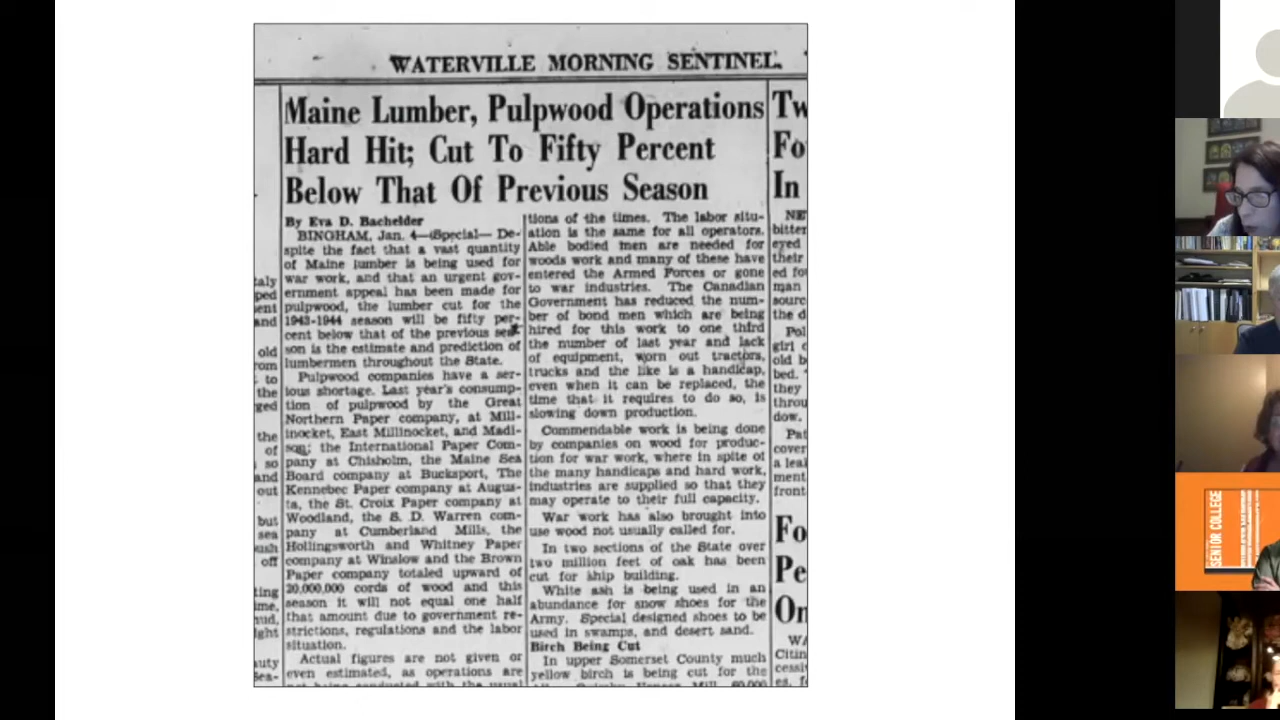 WATERVILLE MORNING SENTINEL.
Maine Lumber, Pulpwood Operations
Hard Hit; Cut To Fifty Percent
Below That Of Previous Season
By Eva D. Bachelder
BINGHAM, Jan. 4—(Special)— De-
spite the fact that a vast quantity
of Maine lumber is being used for
war work, and that an urgent gov-
ernment appeal has been made for
pulpwood, the lumber cut for the
1943-1944 season will be fifty per-
cent below that of the previous sea-
son is the estimate and prediction of
lumbermen throughout the State.
Pulpwood companies have a ser-
ious shortage. Last year's consump-
tion of pulpwood by the Great
Northern Paper company, at Mill-
inocket, East Millinocket, and Madi-
son; the International Paper Com-
pany at Chisholm, the Maine Sea
Board company at Bucksport, The
Kennebec Paper company at Augus-
ta, the St. Croix Paper company at
Woodland, the S. D. Warren com-
pany at Cumberland Mills, the
Hollingsworth and Whitney Paper
company at Winslow and the Brown
Paper company totaled upward of
20,000,000 cords of wood and this
season it will not equal one half
that amount due to government re-
strictions, regulations and the labor
situation.
Actual figures are not given or
even estimated, as operations are
tions of the times. The labor situ-
ation is the same for all operators.
Able bodied men are needed for
woods work and many of these have
entered the Armed Forces or gone
to war industries. The Canadian
Government has reduced the num-
ber of bond men which are being
hired for this work to one third
the number of last year and lack
of equipment, worn out tractors,
trucks and the like is a handicap,
even when it can be replaced, the
time that it requires to do so, is
slowing down production.
Commendable work is being done
by companies on wood for produc-
tion for war work, where in spite of
the many handicaps and hard work,
industries are supplied so that they
may operate to their full capacity.
War work has also brought into
use wood not usually called for.
In two sections of the State over
two million feet of oak has been
cut for ship building.
White ash is being used in an
abundance for snow shoes for the
Army. Special designed shoes to be
used in swamps, and desert sand.
Birch Being Cut
In upper Somerset County much
yellow birch is being cut for the
Tw
Fo
In
Fo
Pe
On
SENIOR COLLEGE